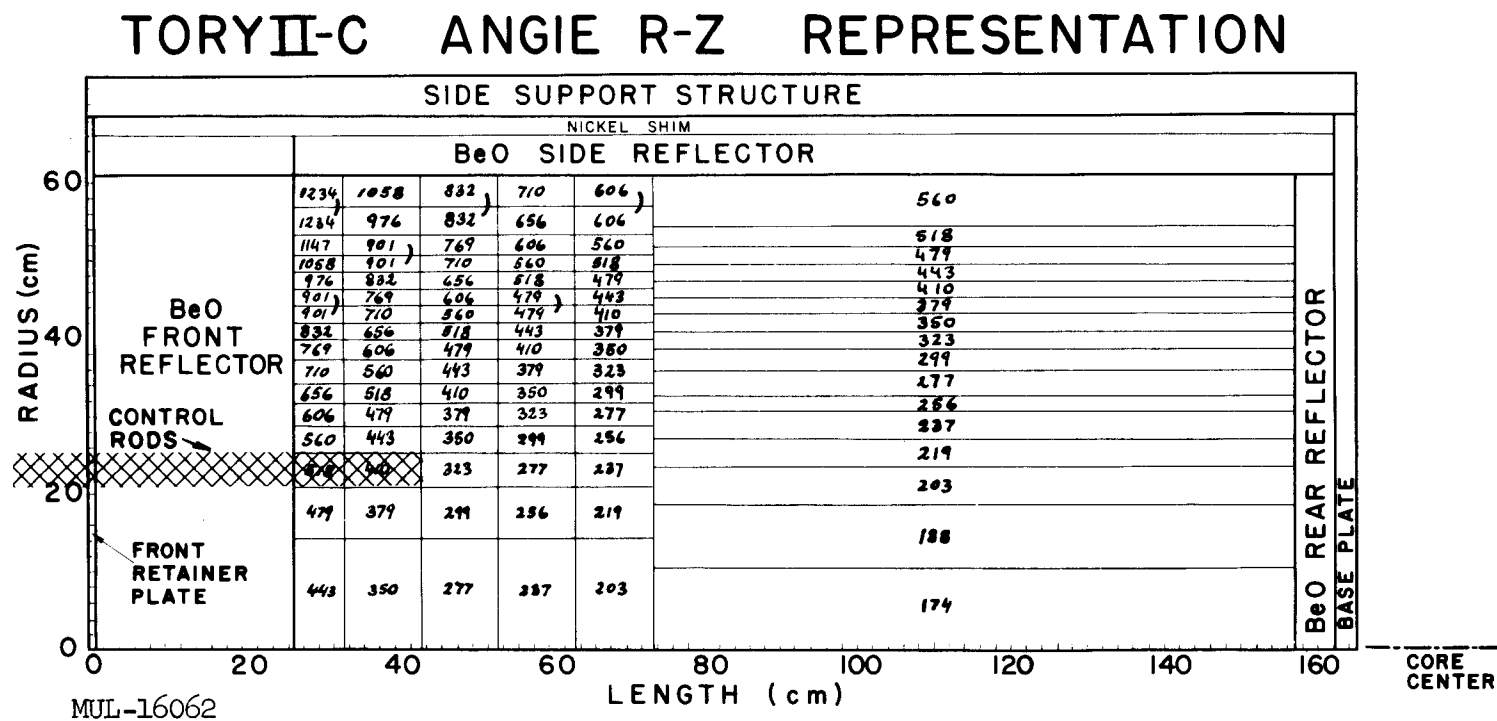 TORY II-C ANGIE R-Z REPRESENTATION
SIDE SUPPORT STRUCTURE
NICKEL SHIM
BeO SIDE REFLECTOR
RADIUS (cm)
60
40
20
0
BeO
FRONT
REFLECTOR
CONTROL
RODS
FRONT
RETAINER
PLATE
1234 1058 832 710 606
1234 976 832 656 606
1147 901 769 606 560
1058 901 710 560 518
976 832 656 518 479
901 769 606 479 443
901 710 560 479 410
832 656 518 443 379
769 606 479 410 350
710 560 443 379 323
656 518 410 350 299
606 479 379 323 277
560 443 350 299 256
323 277 237
479 379 299 256 219
443 350 277 237 203
560
518
479
443
410
379
350
323
299
277
256
237
219
203
188
174
BeO REAR REFLECTOR
BASE PLATE
0 20 40 60 80 100 120 140 160
LENGTH (cm)
CORE
CENTER
MUL-16062